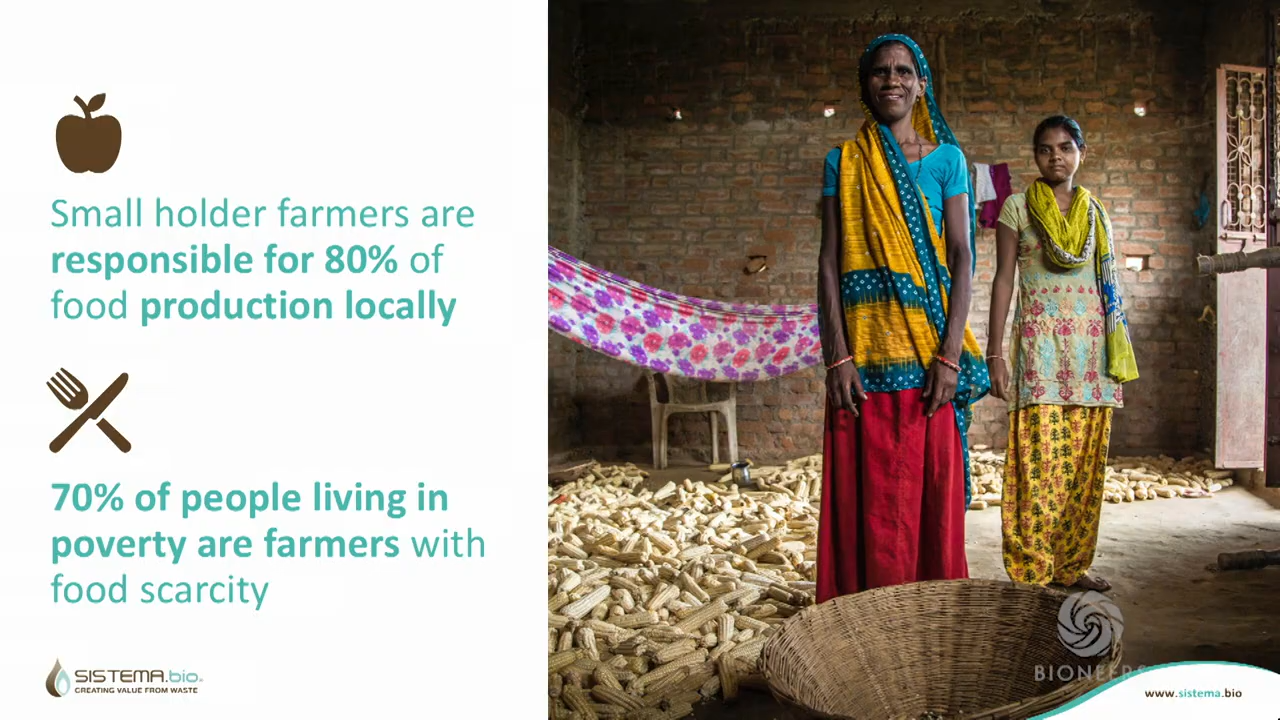 Small holder farmers are
responsible for 80% of
food production locally
70% of people living in
poverty are farmers with
food scarcity
SISTEMA.bio
CREATING VALUE FROM WASTE
BIONEERS
www.sistema.bio